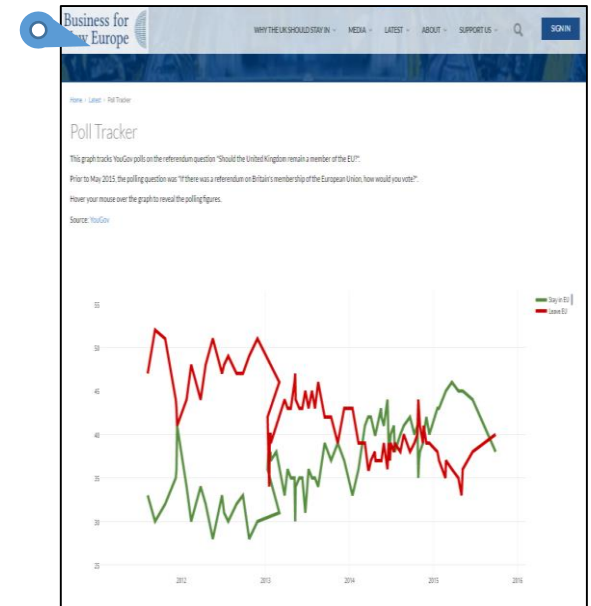 Business for
New Europe
WHY THE UK SHOULD STAY IN
MEDIA
LATEST
ABOUT
SUPPORT US
SIGN IN
Home > Latest > Poll Tracker
Poll Tracker
This graph tracks YouGov polls on the referendum question "Should the United Kingdom remain a member of the EU?".
Prior to May 2015, the polling question was "If there was a referendum on Britain's membership of the European Union, how would you vote?".
Hover your mouse over the graph to reveal the polling figures.
Source: YouGov
55
Stay in EU
Leave EU
50
45
40
35
30
25
2012
2013
2014
2015
2016